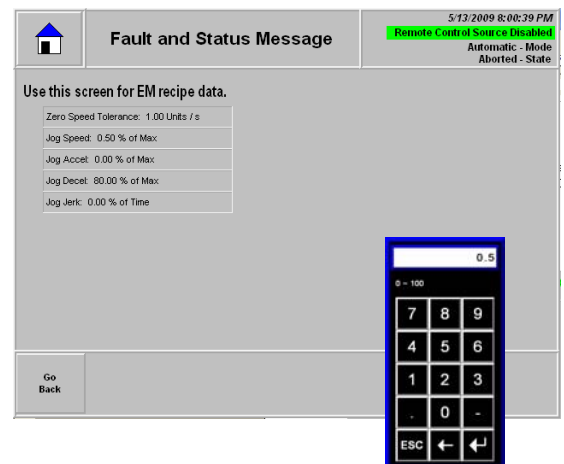 Fault and Status Message
5/13/2009 8:00:39 PM
Remote Control Source Disabled
Automatic - Mode
Aborted - State
Use this screen for EM recipe data.
Zero Speed Tolerance: 1.00 Units / s
Jog Speed: 0.50 % of Max
Jog Accel: 0.00 % of Max
Jog Decel: 80.00 % of Max
Jog Jerk: 0.00 % of Time
0.5
0 - 100
7 8 9
4 5 6
1 2 3
. 0 -
ESC ← ↵
Go
Back